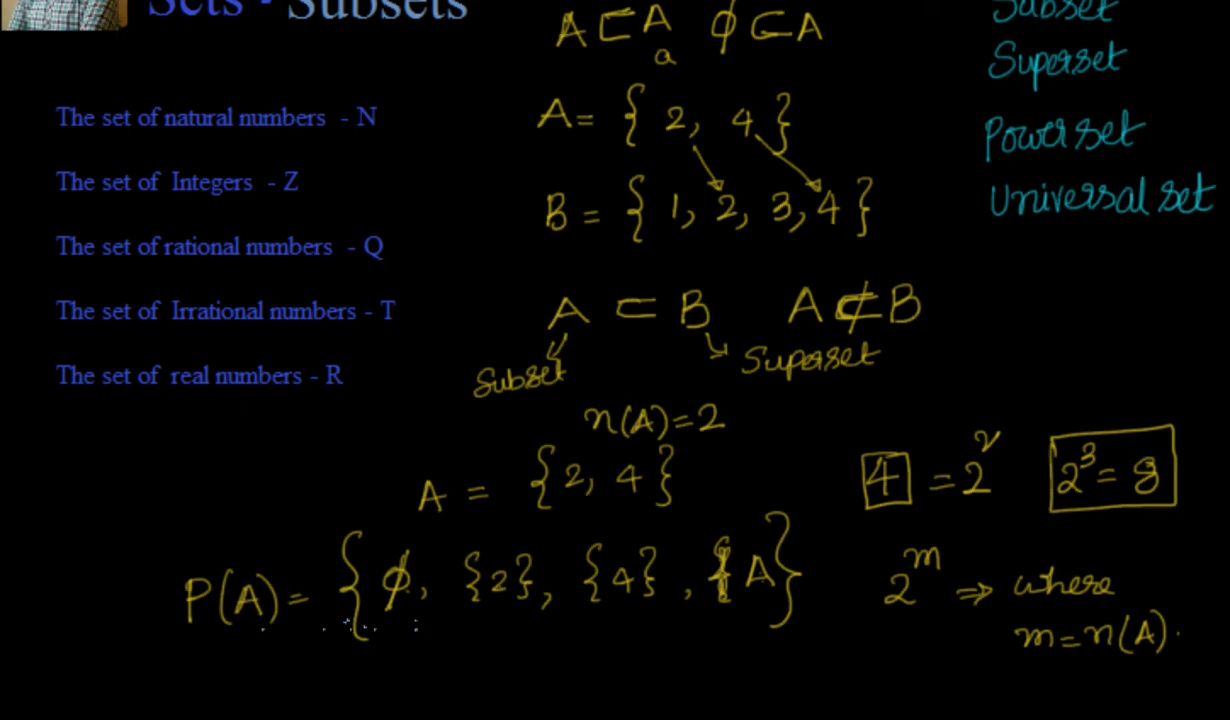 Sets - Subsets
The set of natural numbers - N
The set of Integers - Z
The set of rational numbers - Q
The set of Irrational numbers - T
The set of real numbers - R
A ⊂ A ϕ ⊂ A
a
A = { 2, 4 }
B = { 1, 2, 3, 4 }
A ⊂ B A ⊄ B
Subset
Superset
n(A) = 2
A = { 2, 4 }
P(A) = { ϕ, {2}, {4}, A }
4 = 2² 2³ = 8
2^m ⇒ where
m = n(A).
Subset
Superset
Power set
Universal set